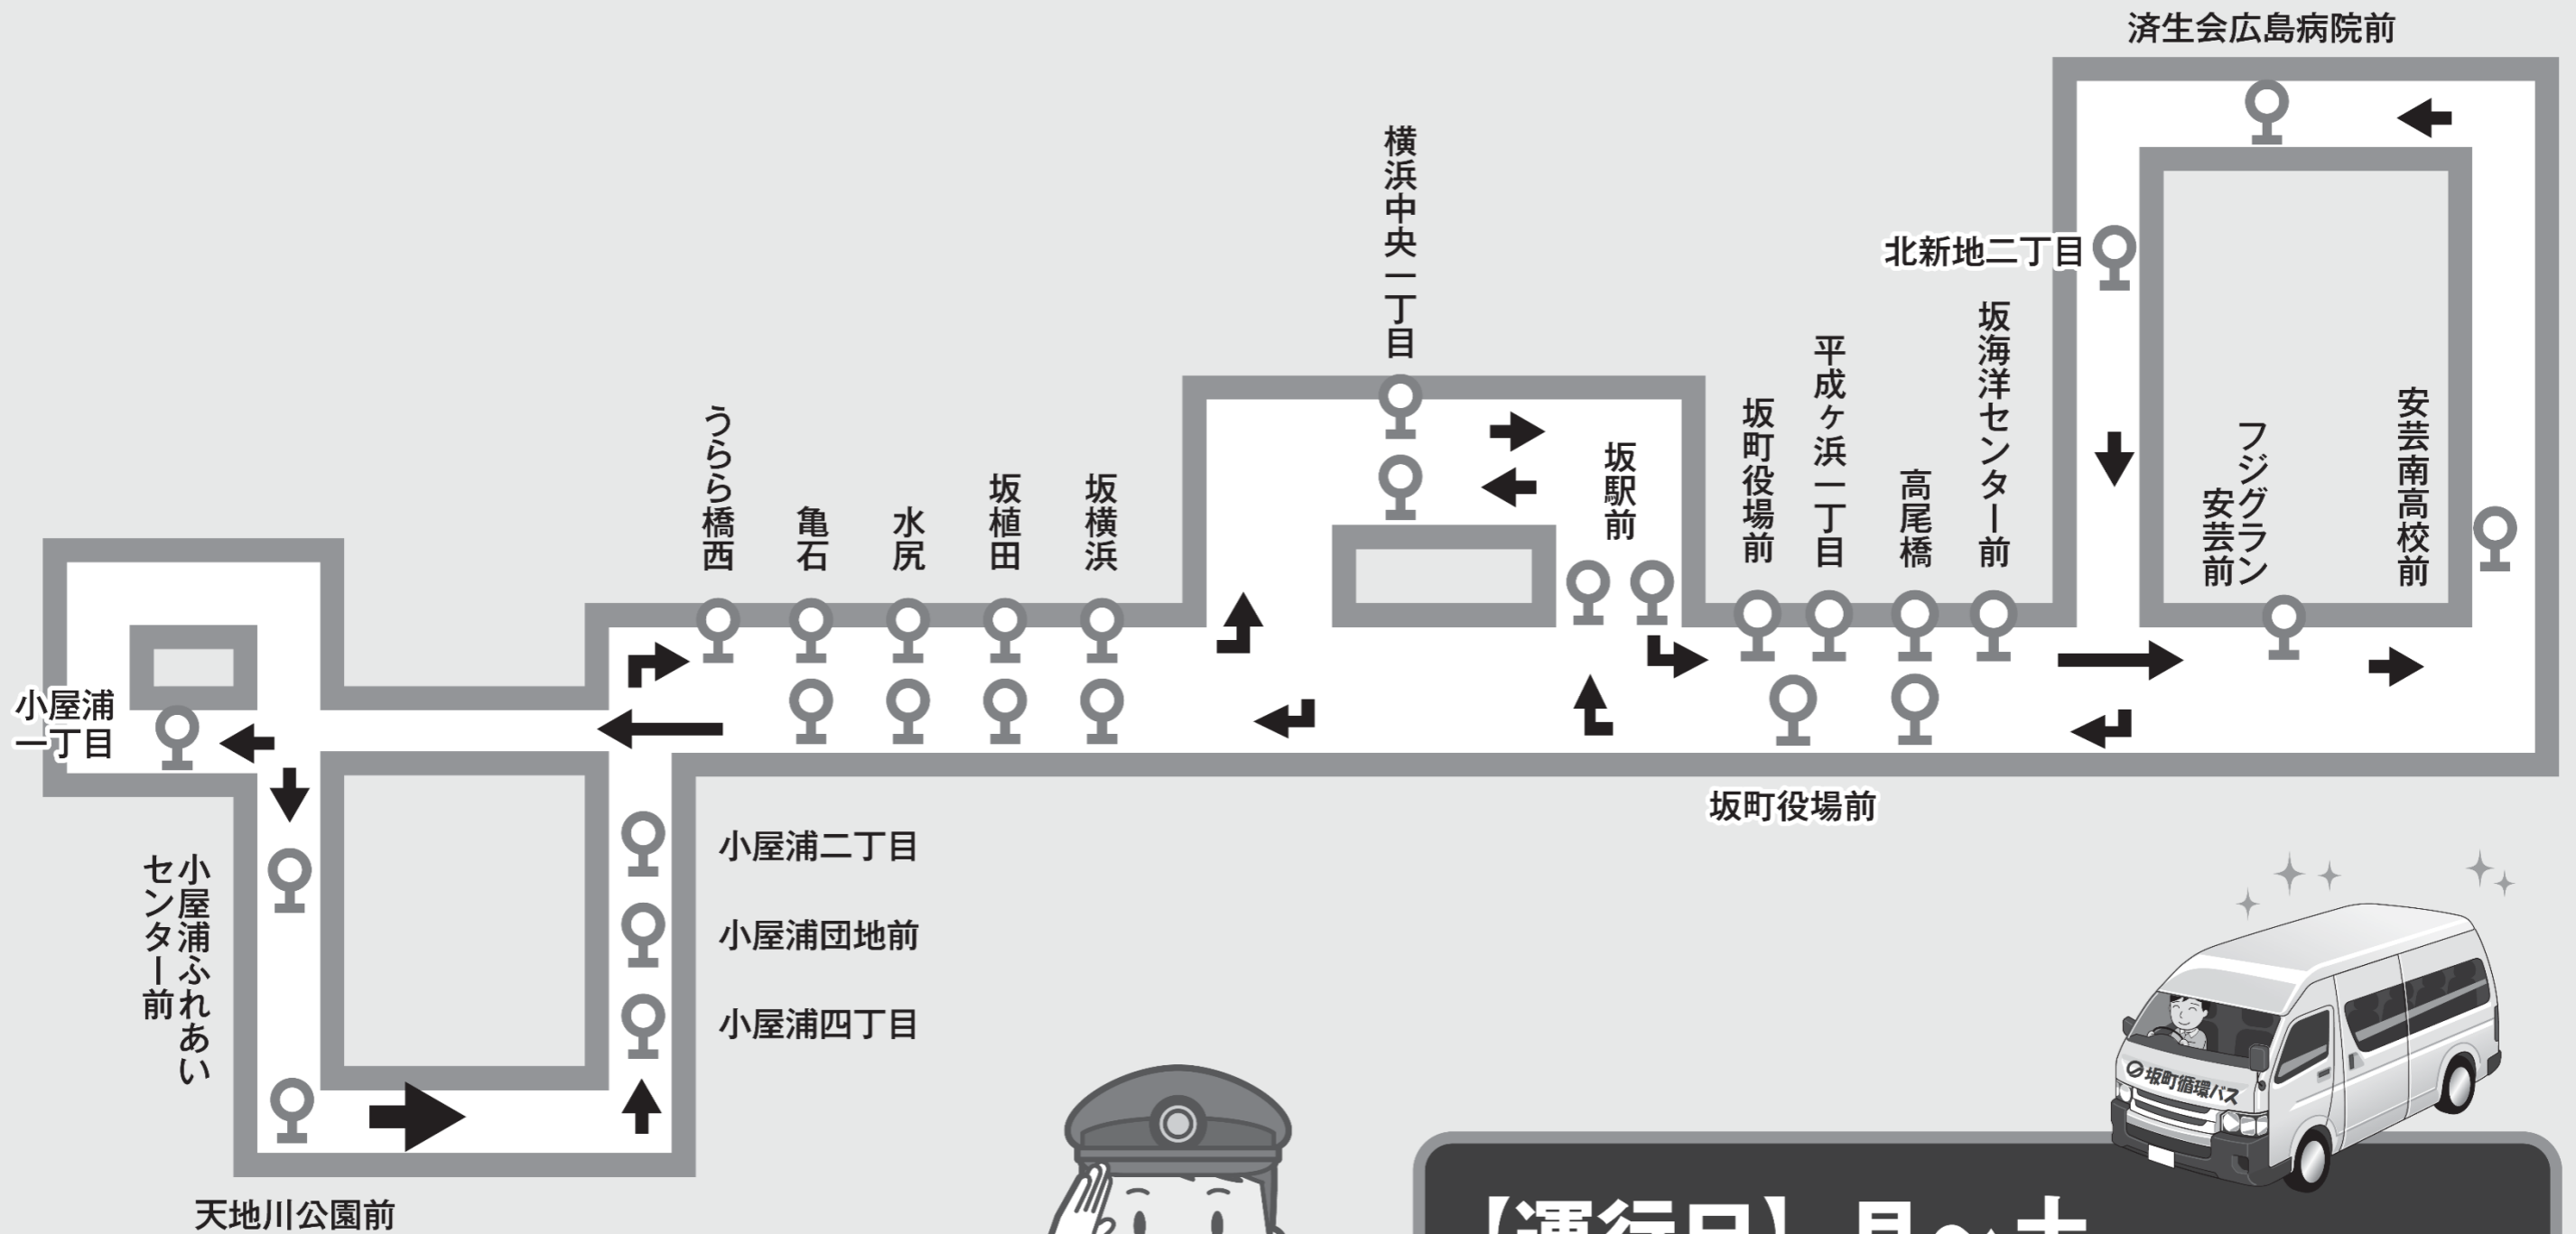 済生会広島病院前
横浜中央一丁目
北新地二丁目
坂海洋センター前
平成ヶ浜一丁目
安芸南高校前
坂町役場前
うらら橋西
フジグラン
安芸前
坂駅前
高尾橋
坂横浜
坂植田
水尻
亀石
小屋浦
一丁目
坂町役場前
小屋浦二丁目
小屋浦ふれあい
センター前
小屋浦団地前
小屋浦四丁目
坂町循環バス
天地川公園前
【運行日】月～土